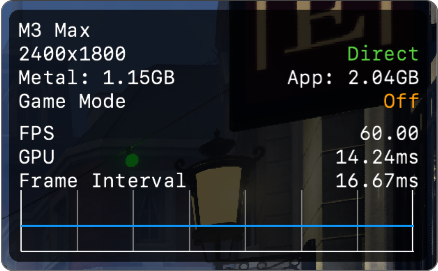 M3 Max
2400x1800 Direct
Metal: 1.15GB App: 2.04GB
Game Mode Off
FPS 60.00
GPU 14.24ms
Frame Interval 16.67ms